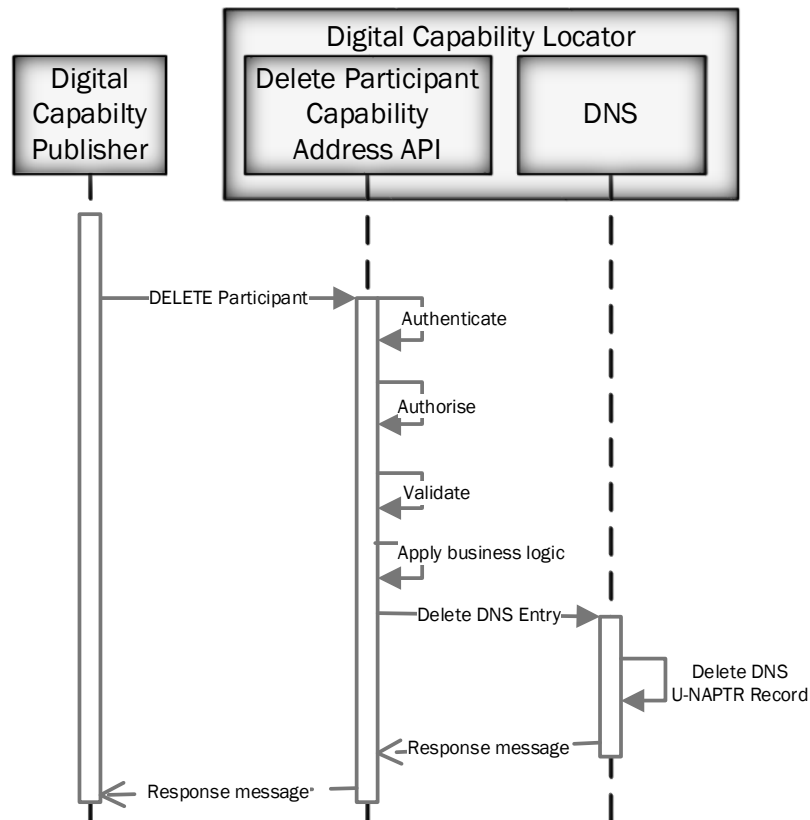 Digital Capability Locator
Digital
Capabilty
Publisher
Delete Participant
Capability
Address API
DNS
DELETE Participant
Authenticate
Authorise
Validate
Apply business logic
Delete DNS Entry
Delete DNS
U-NAPTR Record
Response message
Response message